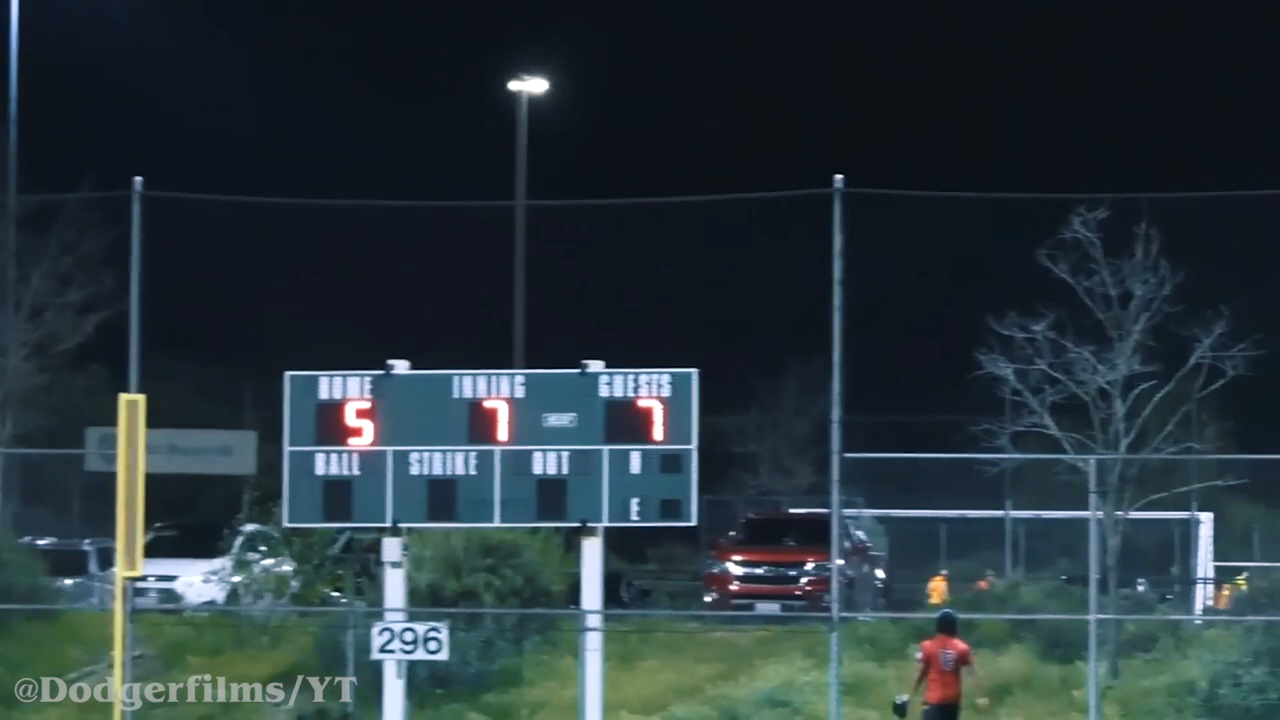 HOME INNING GUESTS
5 7 7
BALL STRIKE OUT H
E
296
@Dodgerfilms/YT